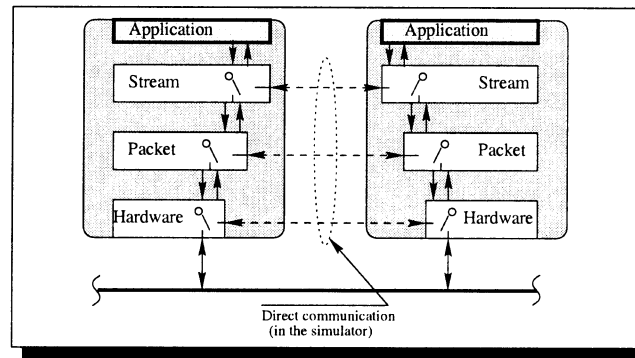 Application
Application
Stream
Stream
Packet
Packet
Hardware
Hardware
Direct communication
(in the simulator)